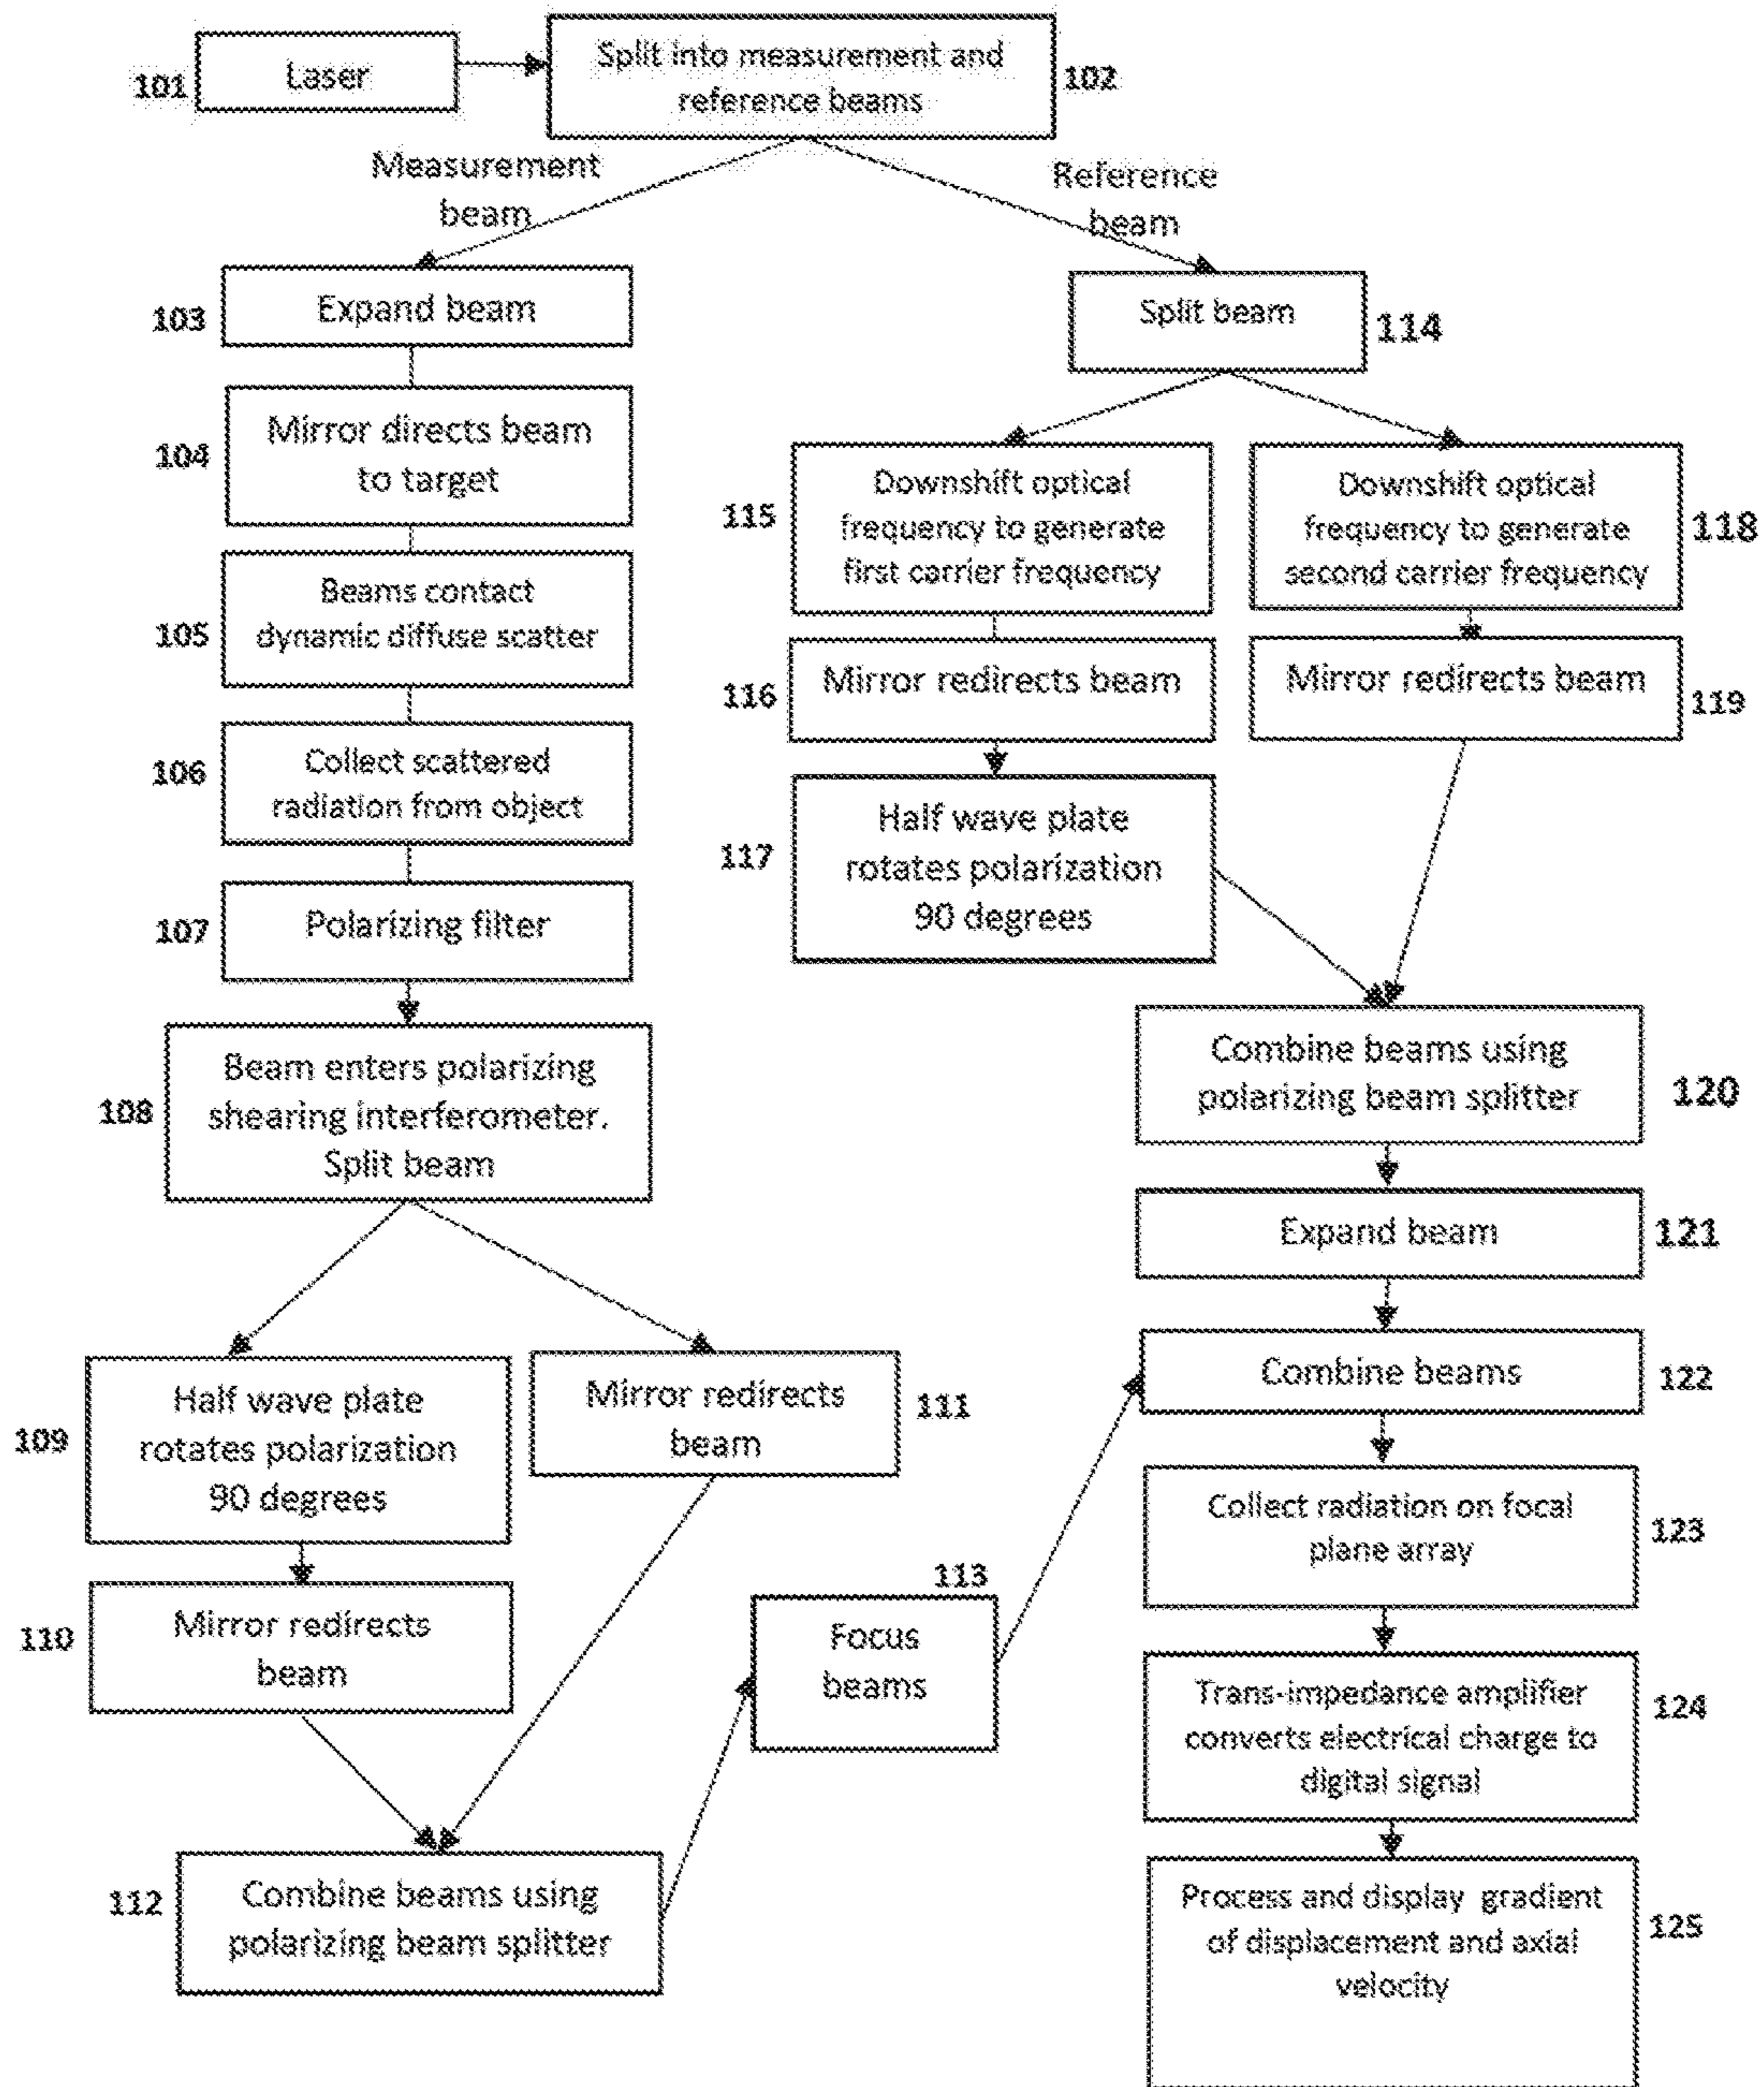 101
Laser
Split into measurement and
reference beams
102
Measurement
beam
Reference
beam
103
Expand beam
Split beam
114
104
Mirror directs beam
to target
115
Downshift optical
frequency to generate
first carrier frequency
Downshift optical
frequency to generate
second carrier frequency
118
105
Beams contact
dynamic diffuse scatter
116
Mirror redirects beam
Mirror redirects beam
119
106
Collect scattered
radiation from object
117
Half wave plate
rotates polarization
90 degrees
107
Polarizing filter
108
Beam enters polarizing
shearing interferometer.
Split beam
Combine beams using
polarizing beam splitter
120
Expand beam
121
109
Half wave plate
rotates polarization
90 degrees
Mirror redirects
beam
111
Combine beams
122
Collect radiation on focal
plane array
123
110
Mirror redirects
beam
113
Focus
beams
Trans-impedance amplifier
converts electrical charge to
digital signal
124
112
Combine beams using
polarizing beam splitter
Process and display gradient
of displacement and axial
velocity
125